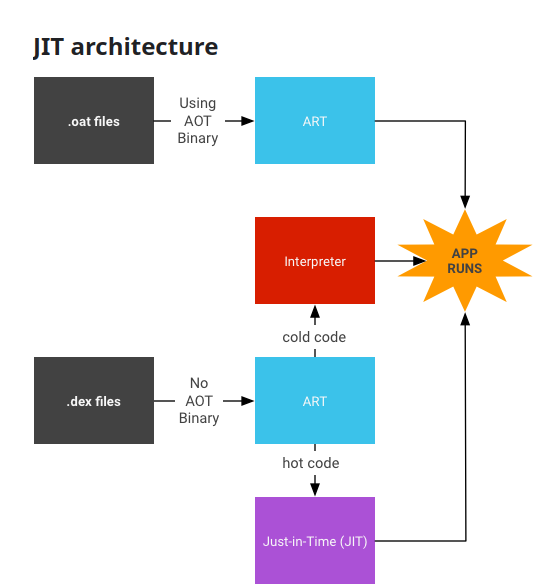 JIT architecture
.oat files
Using
AOT
Binary
ART
Interpreter
APP
RUNS
cold code
.dex files
No
AOT
Binary
ART
hot code
Just-in-Time (JIT)